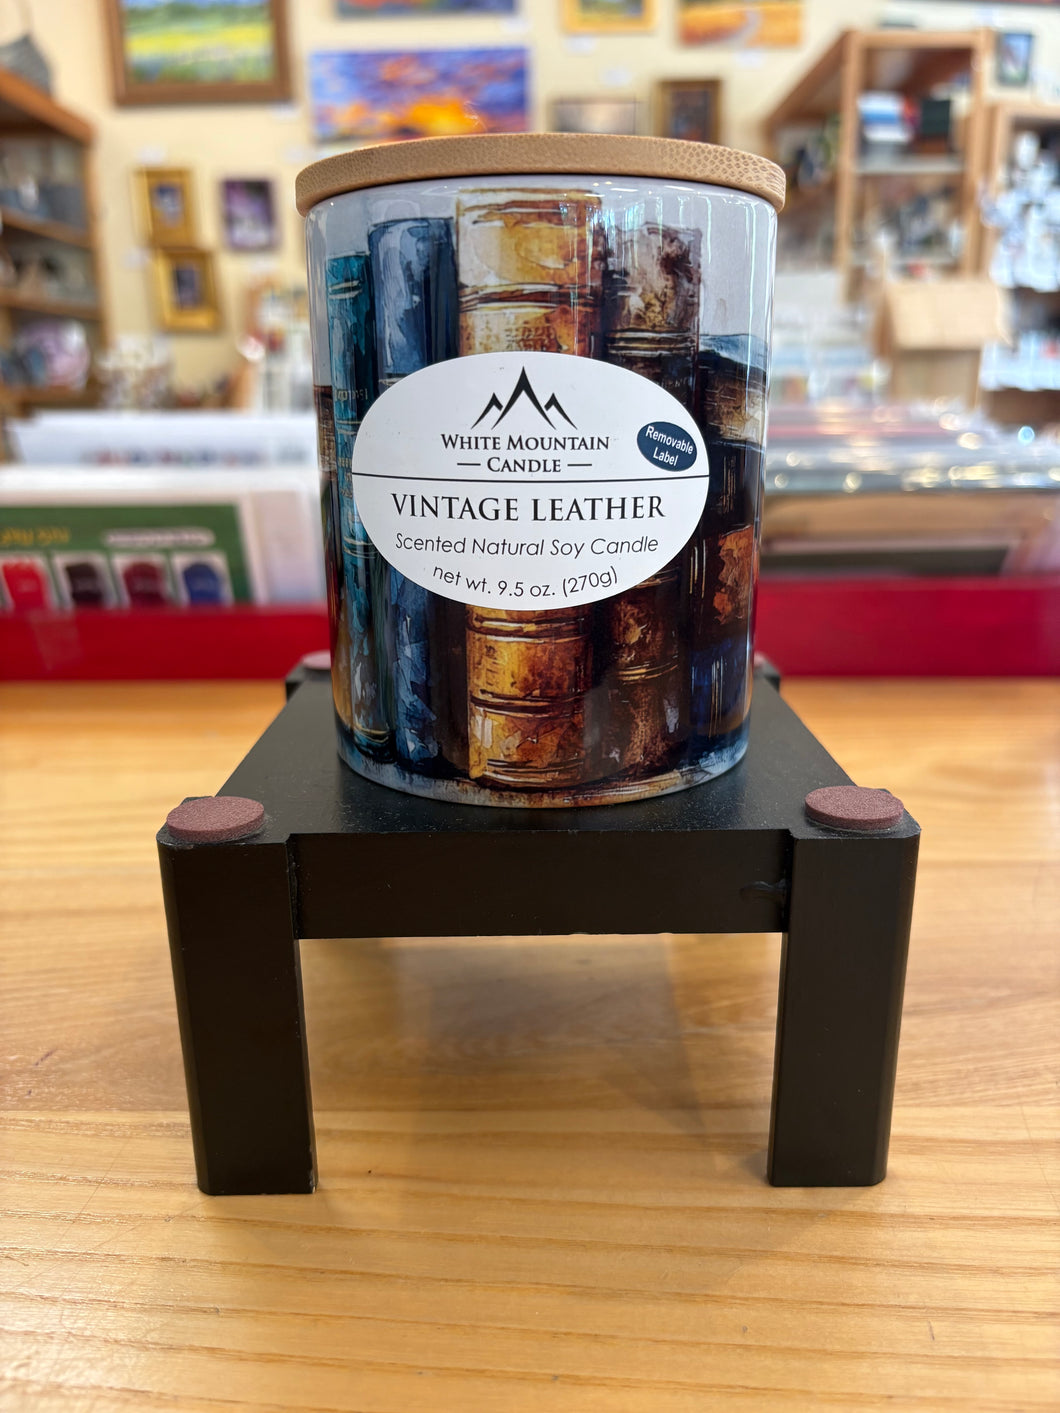 WHITE MOUNTAIN
CANDLE
Removable
Label
VINTAGE LEATHER
Scented Natural Soy Candle
net wt. 9.5 oz. (270g)